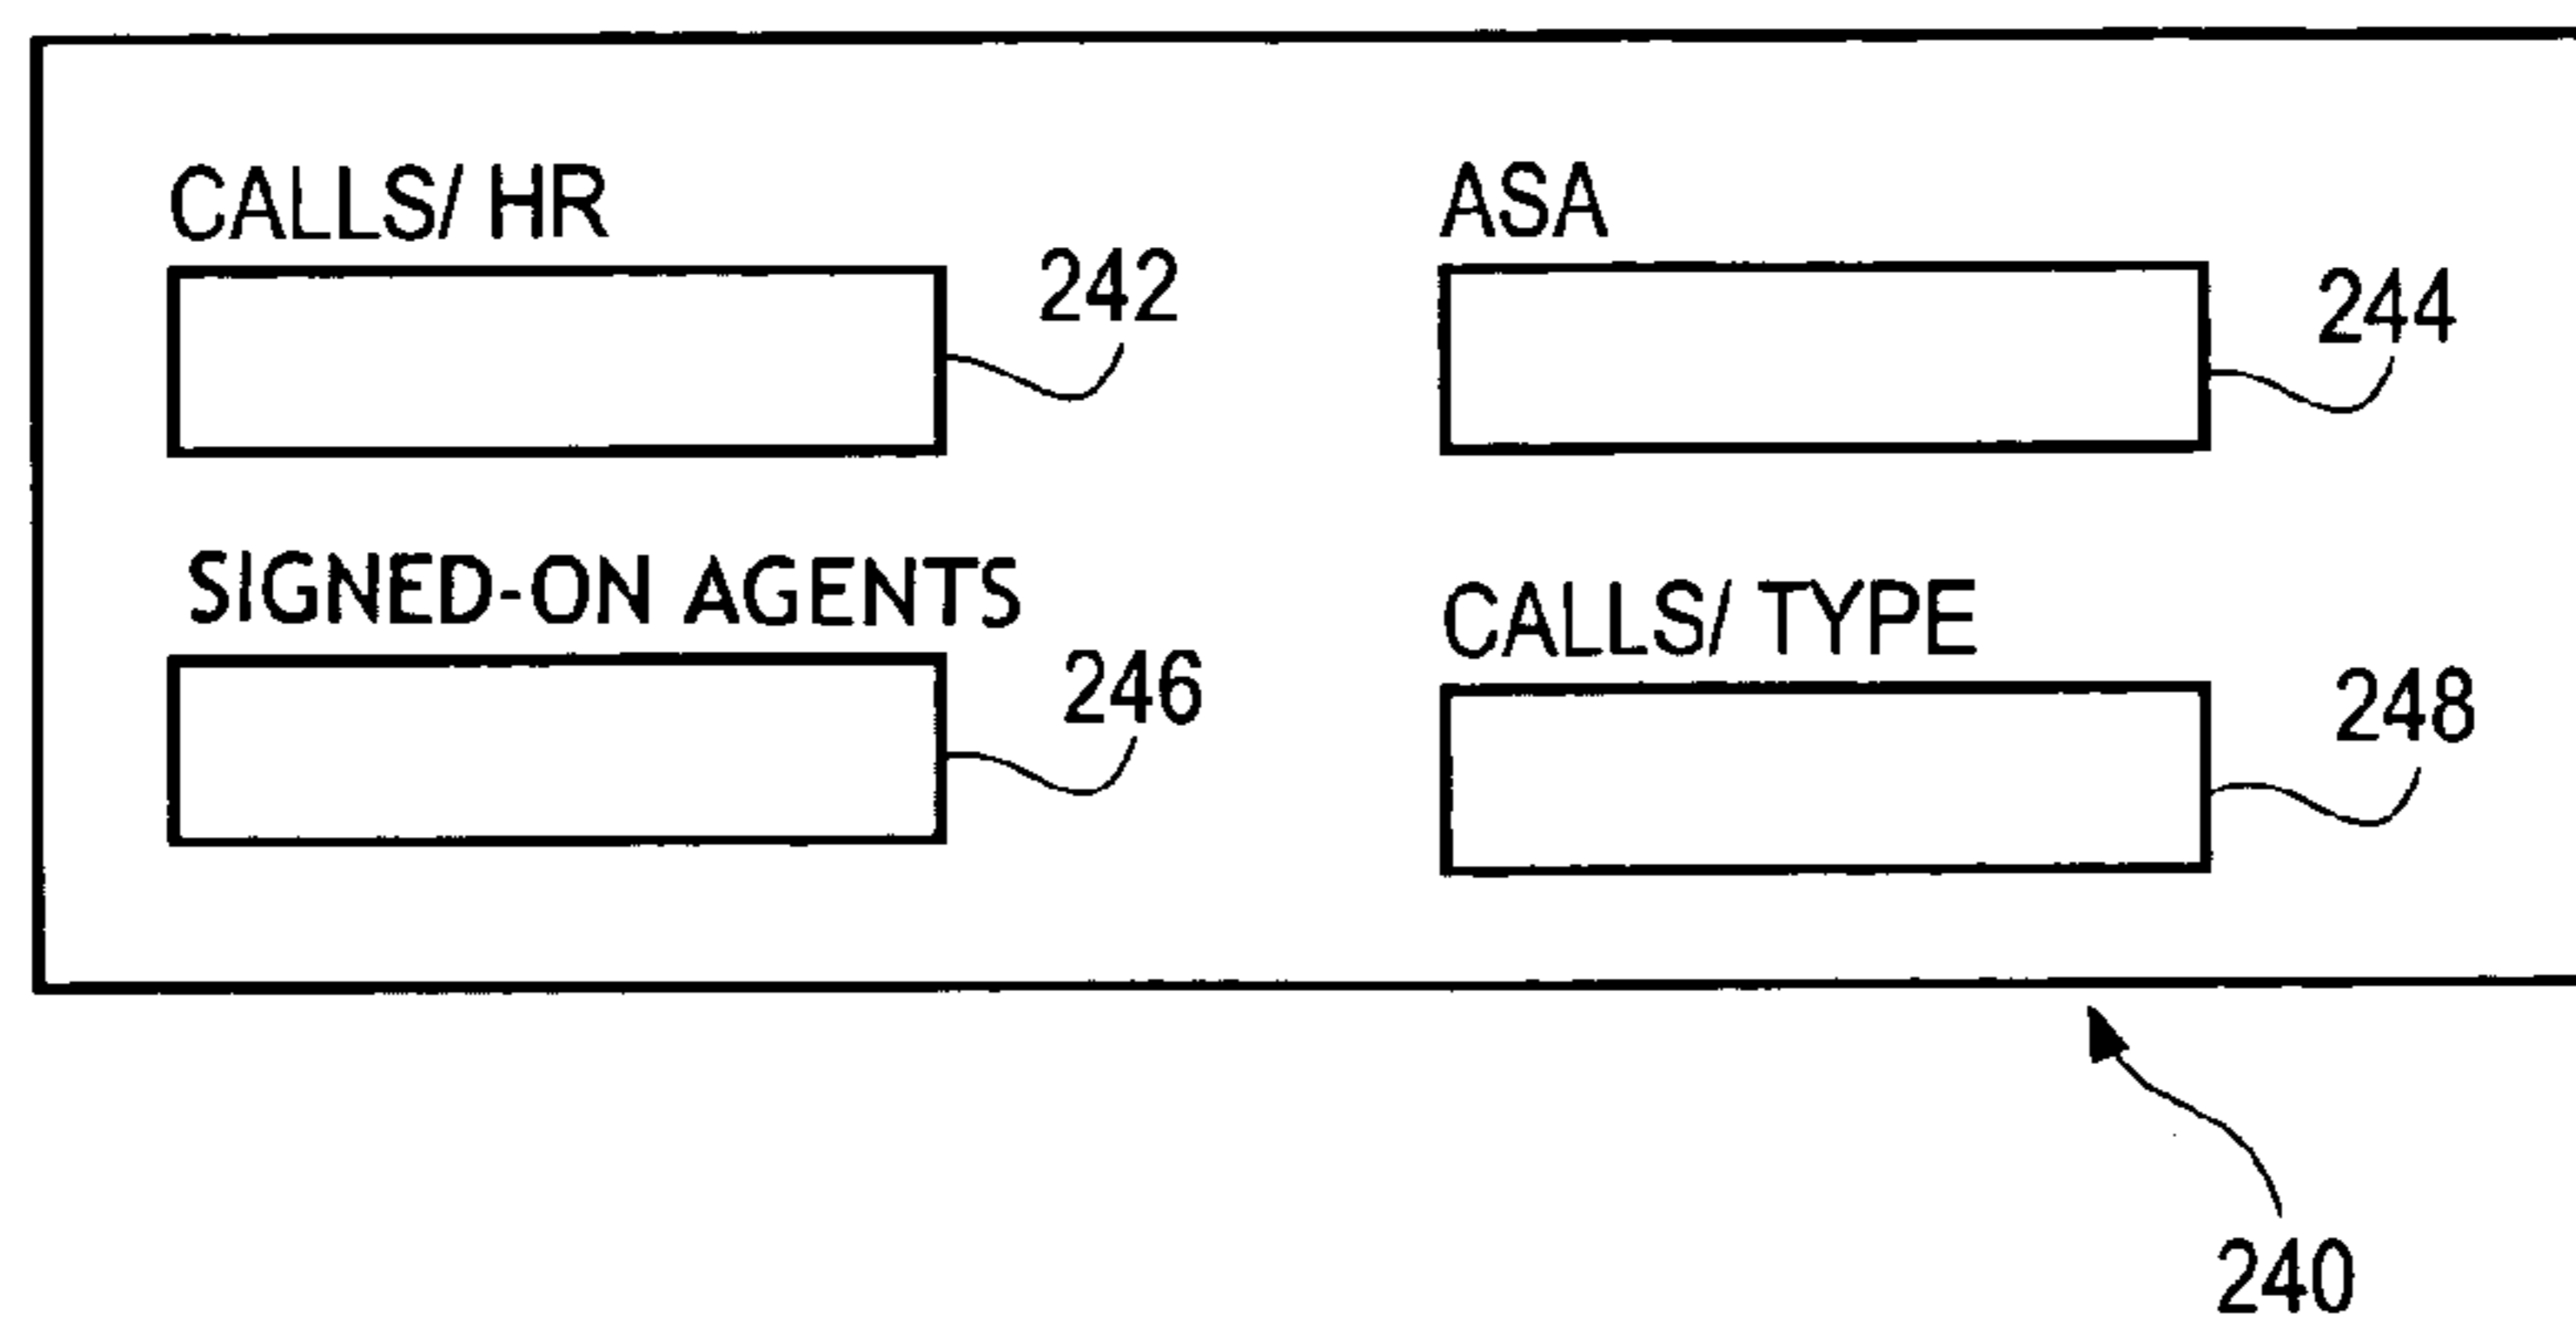 CALLS/ HR
ASA
242
244
SIGNED-ON AGENTS
CALLS/ TYPE
246
248
240